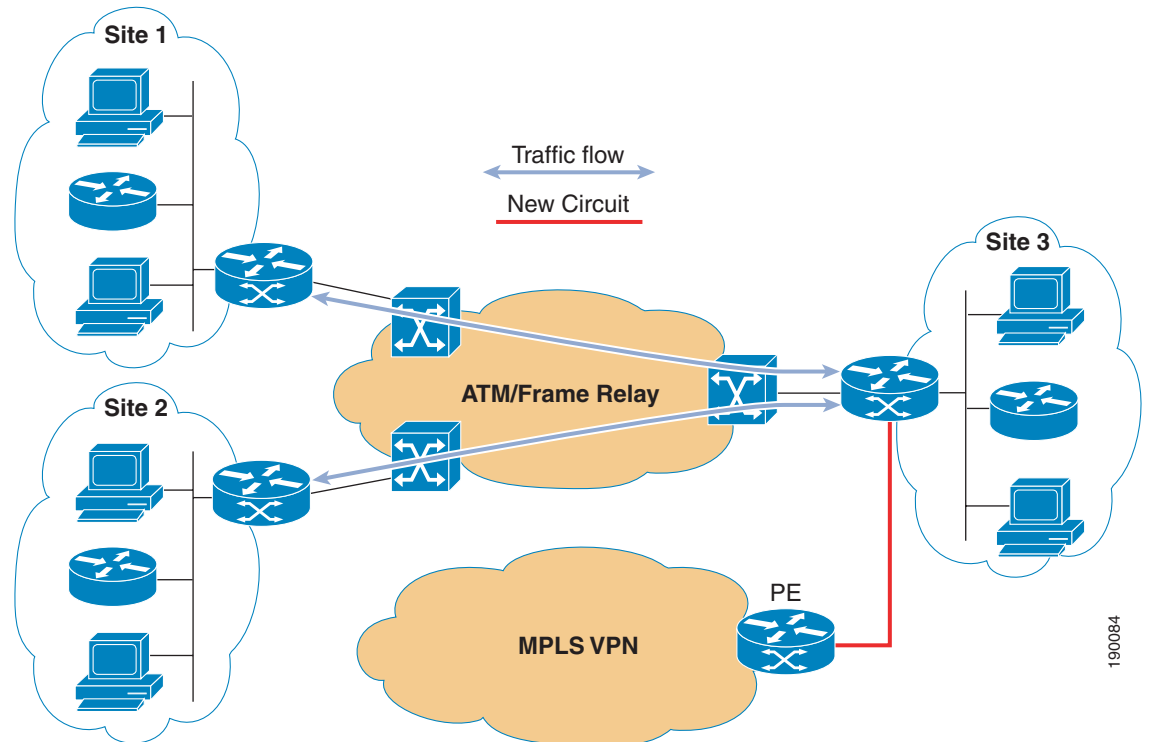 Site 1
Traffic flow
New Circuit
Site 3
ATM/Frame Relay
Site 2
PE
MPLS VPN
190084